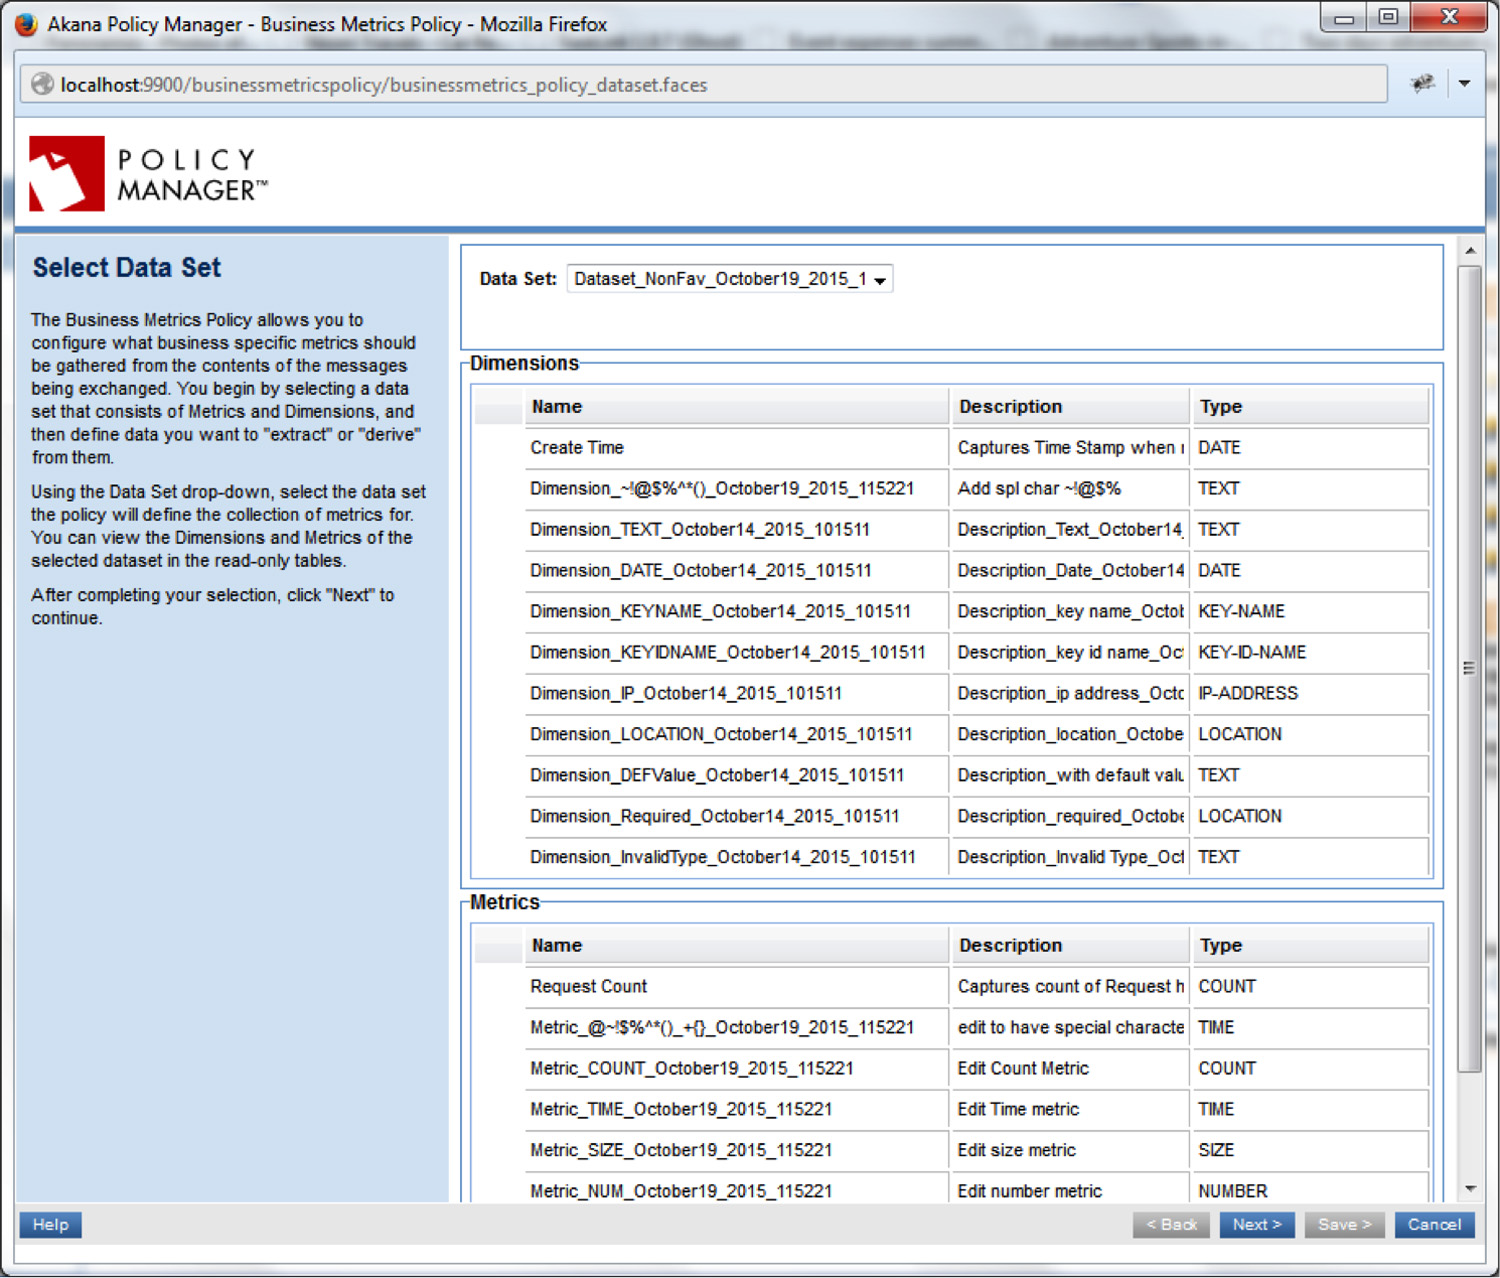 Akana Policy Manager - Business Metrics Policy - Mozilla Firefox
localhost:9900/businessmetricspolicy/businessmetrics_policy_dataset.faces
POLICY
MANAGER™
Select Data Set
The Business Metrics Policy allows you to
configure what business specific metrics should
be gathered from the contents of the messages
being exchanged. You begin by selecting a data
set that consists of Metrics and Dimensions, and
then define data you want to "extract" or "derive"
from them.
Using the Data Set drop-down, select the data set
the policy will define the collection of metrics for.
You can view the Dimensions and Metrics of the
selected dataset in the read-only tables.
After completing your selection, click "Next" to
continue.
Data Set: Dataset_NonFav_October19_2015_1
Dimensions
Name Description Type
Create Time Captures Time Stamp when DATE
Dimension_~!@$%^*()_October19_2015_115221 Add spl char ~!@$% TEXT
Dimension_TEXT_October14_2015_101511 Description_Text_October14_ TEXT
Dimension_DATE_October14_2015_101511 Description_Date_October14 DATE
Dimension_KEYNAME_October14_2015_101511 Description_key name_Octob KEY-NAME
Dimension_KEYIDNAME_October14_2015_101511 Description_key id name_Oct KEY-ID-NAME
Dimension_IP_October14_2015_101511 Description_ip address_Octo IP-ADDRESS
Dimension_LOCATION_October14_2015_101511 Description_location_Octobe LOCATION
Dimension_DEFValue_October14_2015_101511 Description_with default valu TEXT
Dimension_Required_October14_2015_101511 Description_required_Octobe LOCATION
Dimension_InvalidType_October14_2015_101511 Description_Invalid Type_Oct TEXT
Metrics
Name Description Type
Request Count Captures count of Request h COUNT
Metric_@~!$%^*()_+{}_October19_2015_115221 edit to have special characte TIME
Metric_COUNT_October19_2015_115221 Edit Count Metric COUNT
Metric_TIME_October19_2015_115221 Edit Time metric TIME
Metric_SIZE_October19_2015_115221 Edit size metric SIZE
Metric_NUM_October19_2015_115221 Edit number metric NUMBER
Help < Back Next > Save > Cancel